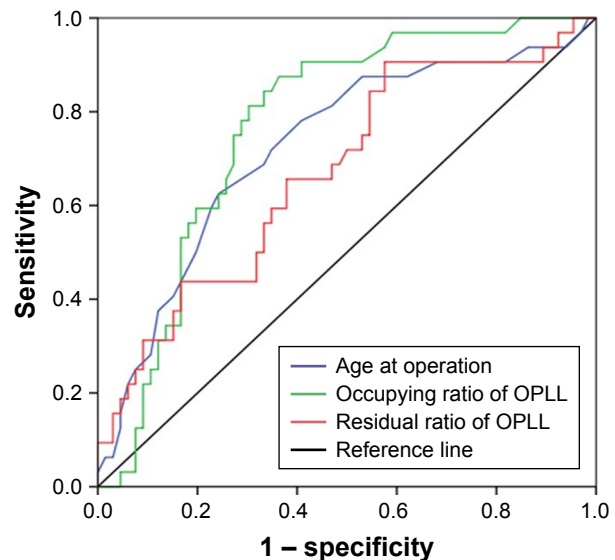 1.0
0.8
0.6
0.4
0.2
0.0
Sensitivity
Age at operation
Occupying ratio of OPLL
Residual ratio of OPLL
Reference line
0.0 0.2 0.4 0.6 0.8 1.0
1 – specificity